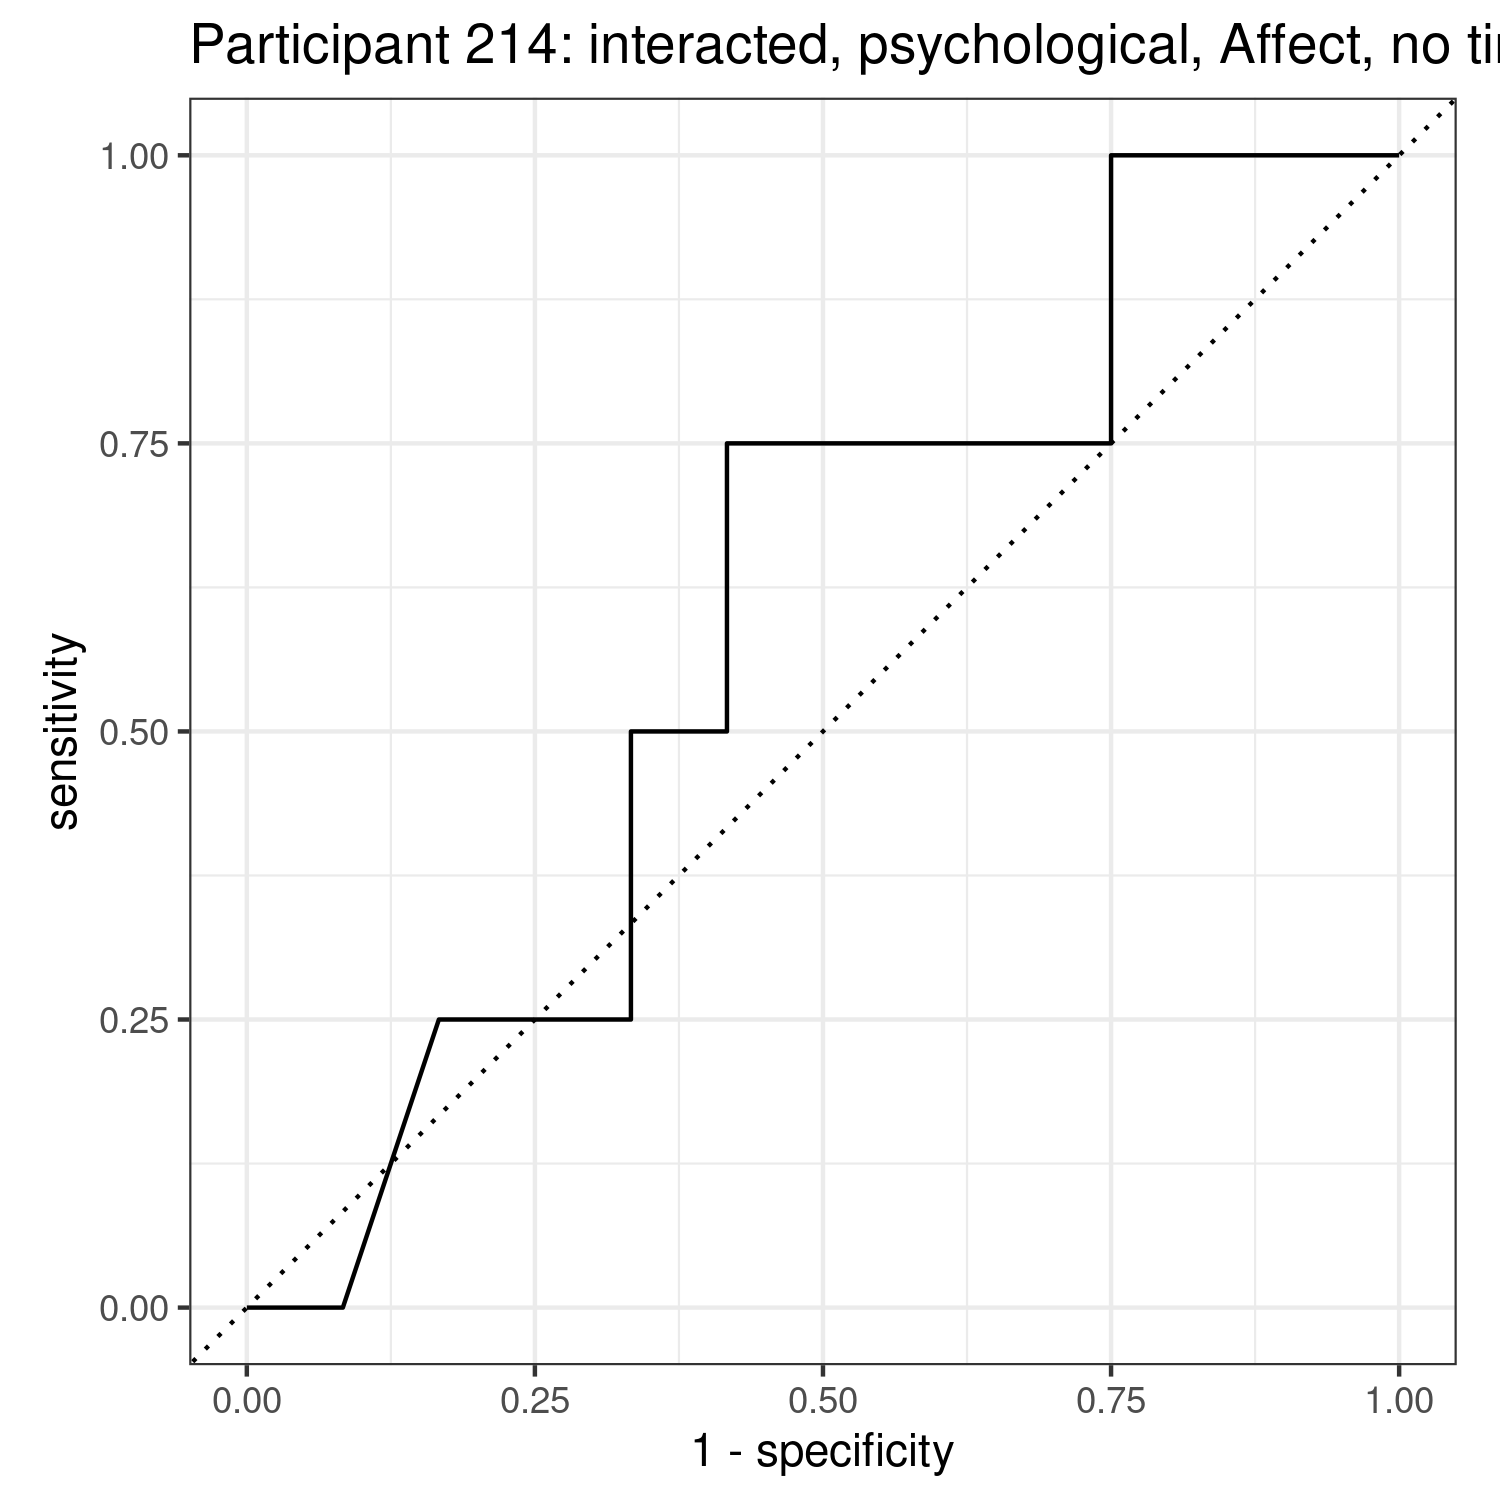 Participant 214: interacted, psychological, Affect, no
1.00
0.75
0.50
0.25
0.00
sensitivity
0.00 0.25 0.50 0.75 1.00
1 - specificity